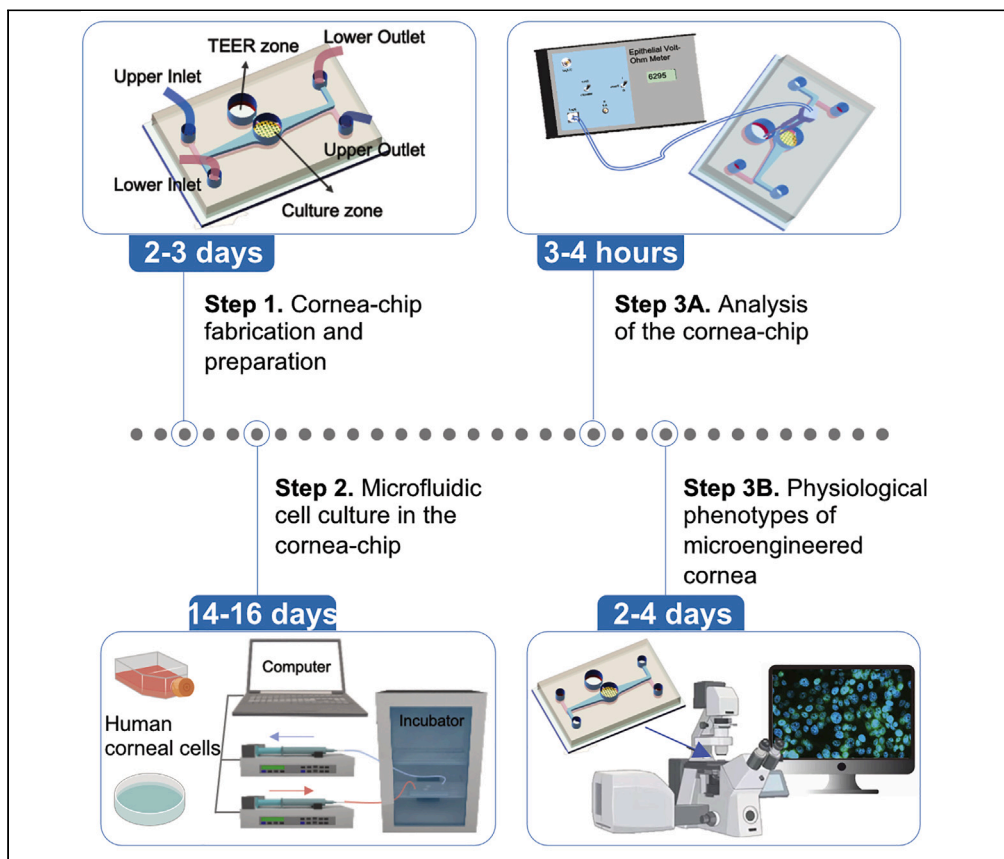 TEER zone
Lower Outlet
Upper Inlet
Upper Outlet
Lower Inlet
Culture zone
2-3 days
Step 1. Cornea-chip
fabrication and
preparation
Epithelial Volt-
Ohm Meter
6295
3-4 hours
Step 3A. Analysis
of the cornea-chip
Step 2. Microfluidic
cell culture in the
cornea-chip
14-16 days
Computer
Incubator
Human
corneal cells
Step 3B. Physiological
phenotypes of
microengineered
cornea
2-4 days